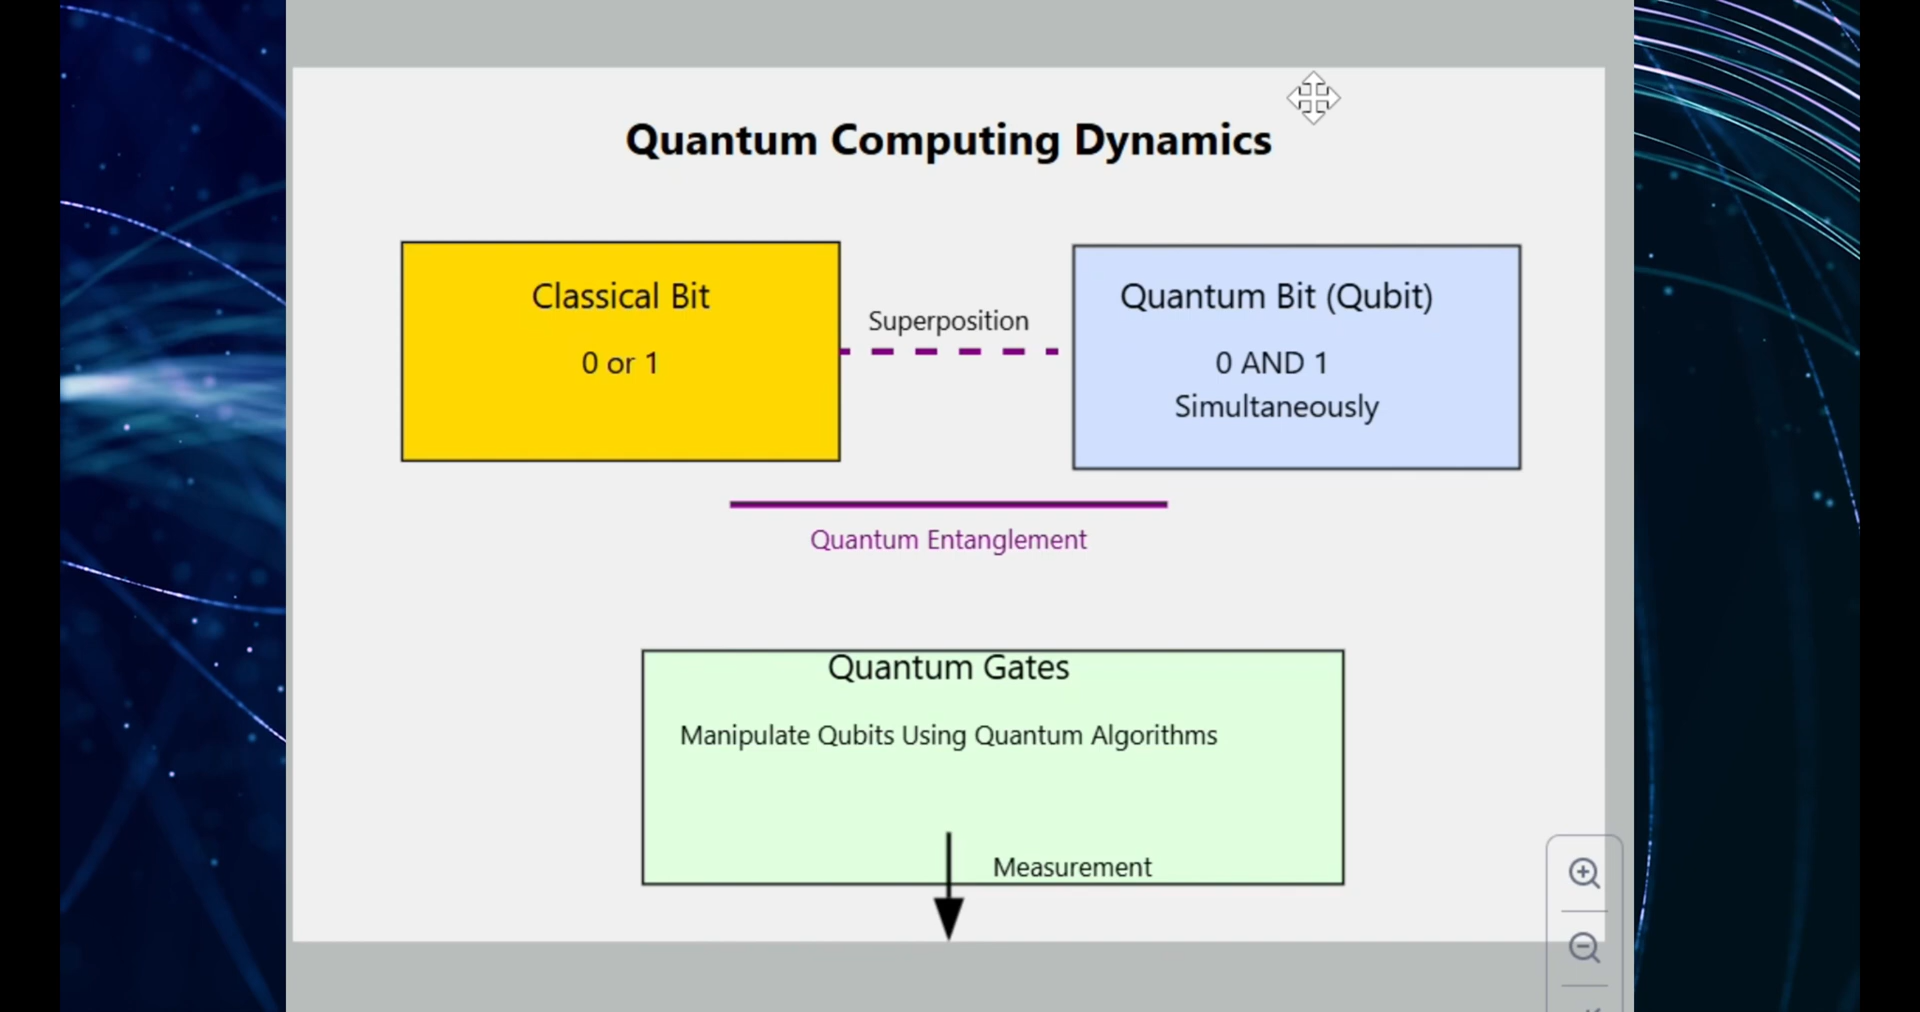 Quantum Computing Dynamics
Classical Bit
0 or 1
Superposition
Quantum Bit (Qubit)
0 AND 1
Simultaneously
Quantum Entanglement
Quantum Gates
Manipulate Qubits Using Quantum Algorithms
Measurement